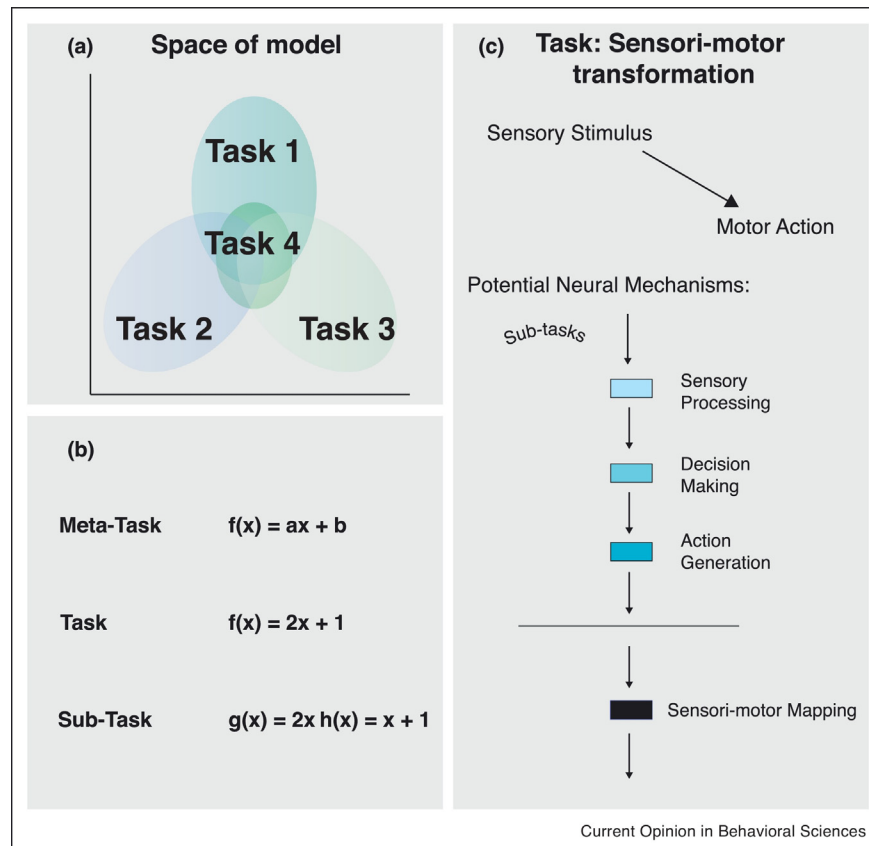 (a)
Space of model
Task 1
Task 4
Task 2
Task 3
(b)
Meta-Task f(x) = ax + b
Task f(x) = 2x + 1
Sub-Task g(x) = 2x h(x) = x + 1
(c)
Task: Sensori-motor
transformation
Sensory Stimulus
Motor Action
Potential Neural Mechanisms:
Sub-tasks
Sensory
Processing
Decision
Making
Action
Generation
Sensori-motor Mapping
Current Opinion in Behavioral Sciences